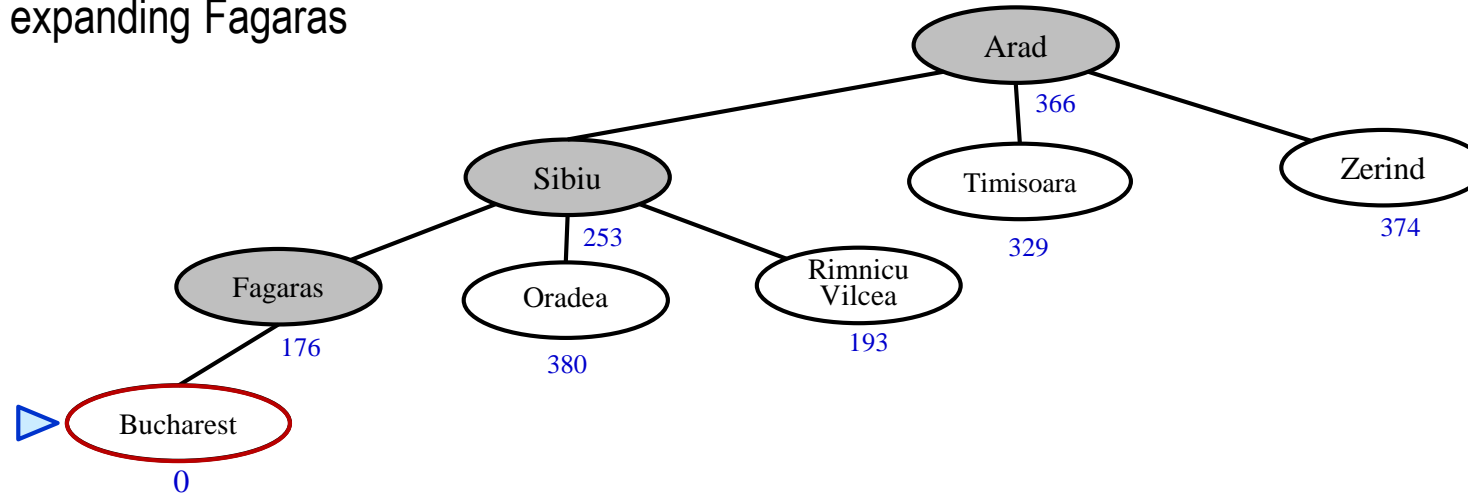 expanding Fagaras
Arad
366
Sibiu
Timisoara
Zerind
253
329
374
Fagaras
Oradea
Rimnicu
Vilcea
176
380
193
Bucharest
0